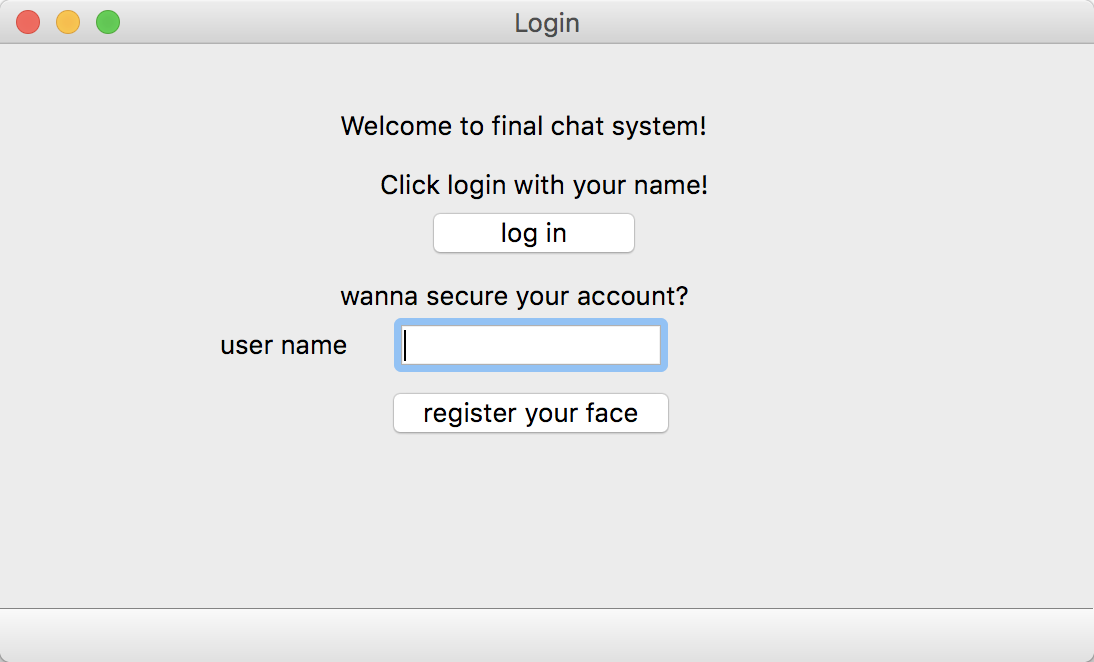 Login
Welcome to final chat system!
Click login with your name!
log in
wanna secure your account?
user name
register your face